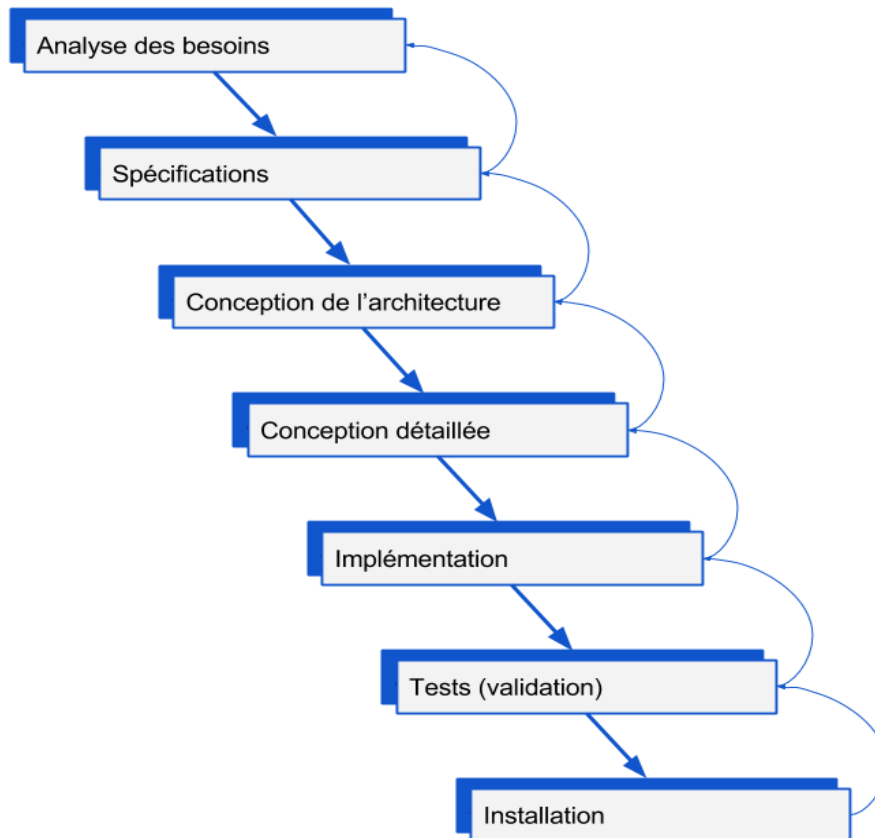 Analyse des besoins
Spécifications
Conception de l’architecture
Conception détaillée
Implémentation
Tests (validation)
Installation